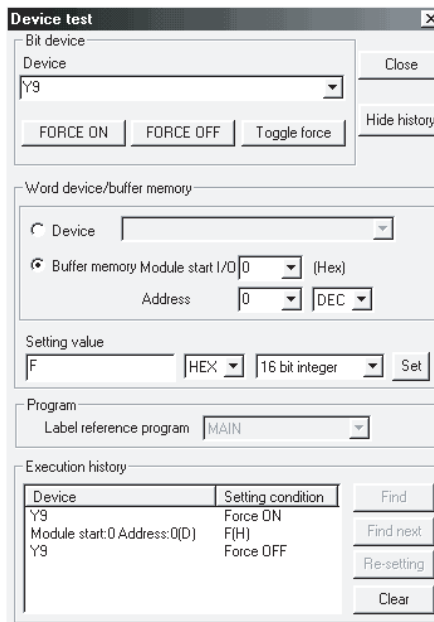 Device test
Bit device
Device
Close
Y9
FORCE ON FORCE OFF Toggle force
Hide history
Word device/buffer memory
Device
Buffer memory Module start I/O 0 (Hex)
Address 0 DEC
Setting value
F HEX 16 bit integer Set
Program
Label reference program MAIN
Execution history
Device Setting condition
Y9 Force ON
Module start:0 Address:0(D) F(H)
Y9 Force OFF
Find
Find next
Re-setting
Clear